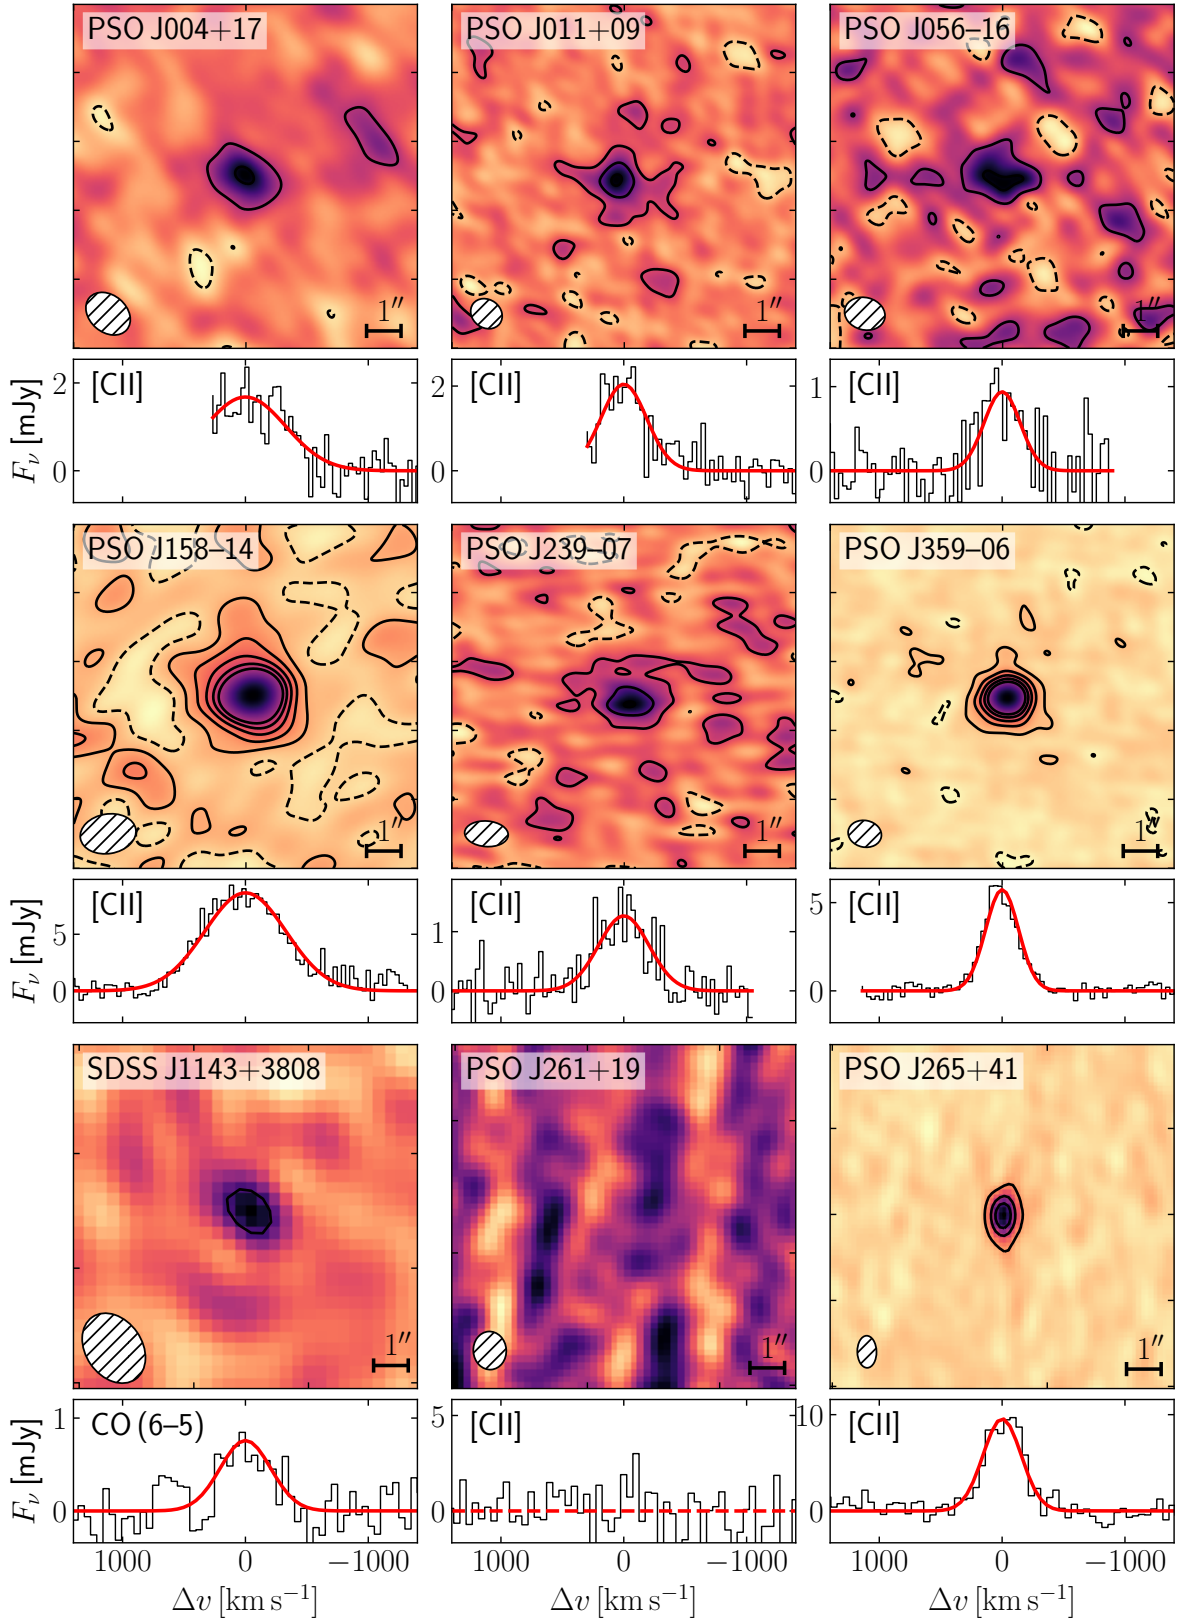 PSO J004+17 PSO J011+09 PSO J056–16
1″ 1″ 1″
[CII] [CII] [CII]
F_ν [mJy]
2 2 1
0 0 0
PSO J158–14 PSO J239–07 PSO J359–06
1″ 1″ 1″
[CII] [CII] [CII]
F_ν [mJy]
5 1 5
0 0 0
SDSS J1143+3808 PSO J261+19 PSO J265+41
1″ 1″ 1″
CO (6–5) [CII] [CII]
F_ν [mJy]
1 5 10
0 0 0
1000 0 −1000 1000 0 −1000 1000 0 −1000
Δv [km s⁻¹] Δv [km s⁻¹] Δv [km s⁻¹]